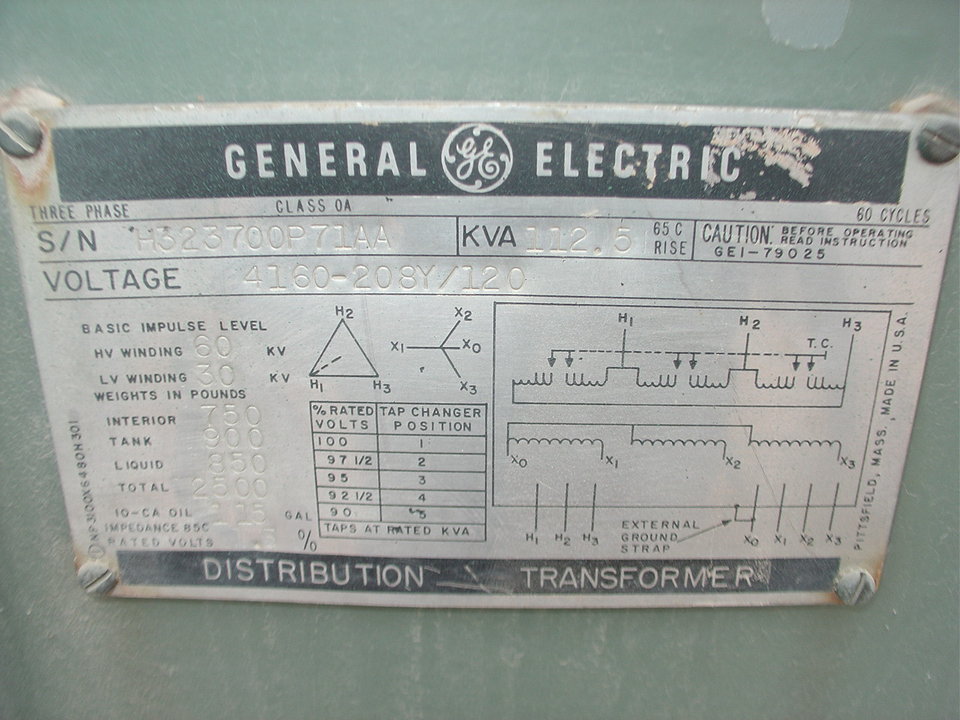 GENERAL GE ELECTRIC
THREE PHASE CLASS OA 60 CYCLES
S/N H323700P71AA KVA 112.5 65 C RISE CAUTION. BEFORE OPERATING READ INSTRUCTION GEI-79025
VOLTAGE 4160-208Y/120
BASIC IMPULSE LEVEL
HV WINDING 60 KV
LV WINDING 30 KV
WEIGHTS IN POUNDS
INTERIOR 750
TANK 900
LIQUID 850
TOTAL 2500
10-CA OIL 115 GAL
IMPEDANCE 85C
RATED VOLTS %
NP3100X6480H301
H2
H1 H3
X2
X1 X0
X3
% RATED VOLTS TAP CHANGER POSITION
100 1
97 1/2 2
95 3
92 1/2 4
90 5
TAPS AT RATED KVA
H1 H2 H3
T.C.
X0 X1 X2 X3
H1 H2 H3
EXTERNAL
GROUND
STRAP
X0 X1 X2 X3
PITTSFIELD, MASS., MADE IN U.S.A.
DISTRIBUTION TRANSFORMER